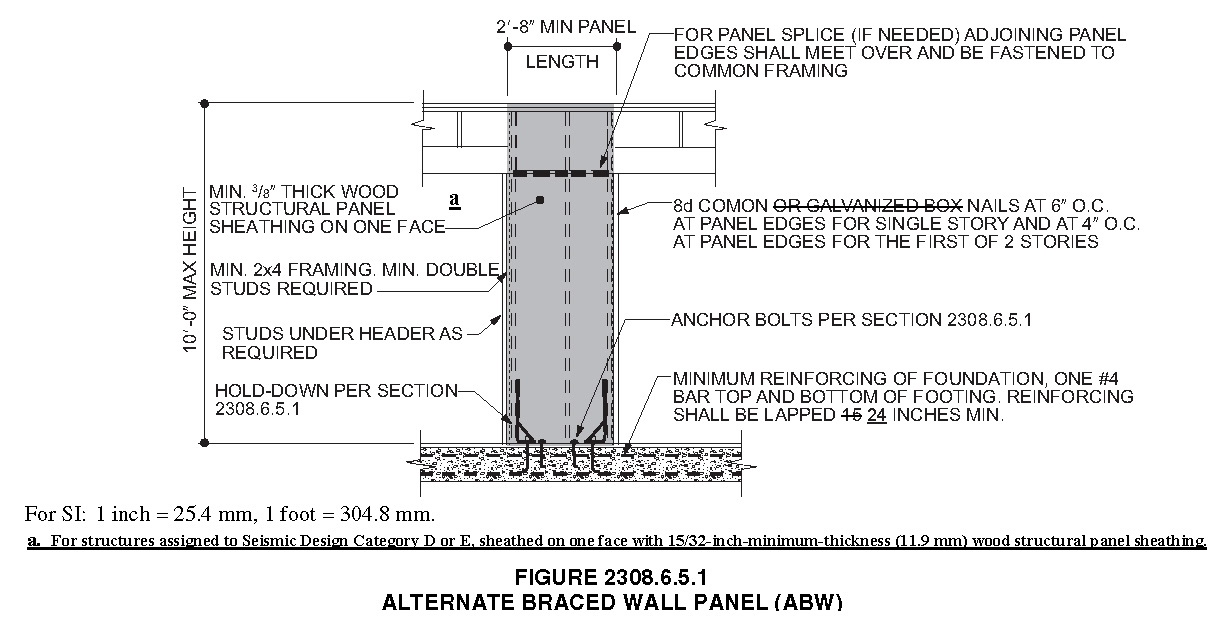 2'-8" MIN PANEL
LENGTH
FOR PANEL SPLICE (IF NEEDED) ADJOINING PANEL
EDGES SHALL MEET OVER AND BE FASTENED TO
COMMON FRAMING
10'-0" MAX HEIGHT
MIN. 3/8" THICK WOOD
STRUCTURAL PANEL
SHEATHING ON ONE FACE
a
8d COMON OR GALVANIZED BOX NAILS AT 6" O.C.
AT PANEL EDGES FOR SINGLE STORY AND AT 4" O.C.
AT PANEL EDGES FOR THE FIRST OF 2 STORIES
MIN. 2x4 FRAMING. MIN. DOUBLE
STUDS REQUIRED
STUDS UNDER HEADER AS
REQUIRED
ANCHOR BOLTS PER SECTION 2308.6.5.1
HOLD-DOWN PER SECTION
2308.6.5.1
MINIMUM REINFORCING OF FOUNDATION, ONE #4
BAR TOP AND BOTTOM OF FOOTING. REINFORCING
SHALL BE LAPPED 15 24 INCHES MIN.
For SI: 1 inch = 25.4 mm, 1 foot = 304.8 mm.
a. For structures assigned to Seismic Design Category D or E, sheathed on one face with 15/32-inch-minimum-thickness (11.9 mm) wood structural panel sheathing.
FIGURE 2308.6.5.1
ALTERNATE BRACED WALL PANEL (ABW)